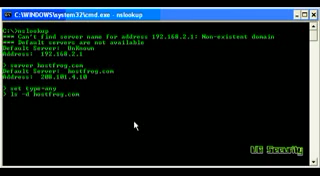 C:\WINDOWS\system32\cmd.exe - nslookup
C:\>nslookup
*** Can't find server name for address 192.168.2.1: Non-existent domain
*** Default servers are not available
Default Server:  UnKnown
Address:  192.168.2.1
> server hostfrog.com
Default Server:  hostfrog.com
Address:  208.101.4.10
> set type=any
> ls -d hostfrog.com
Security